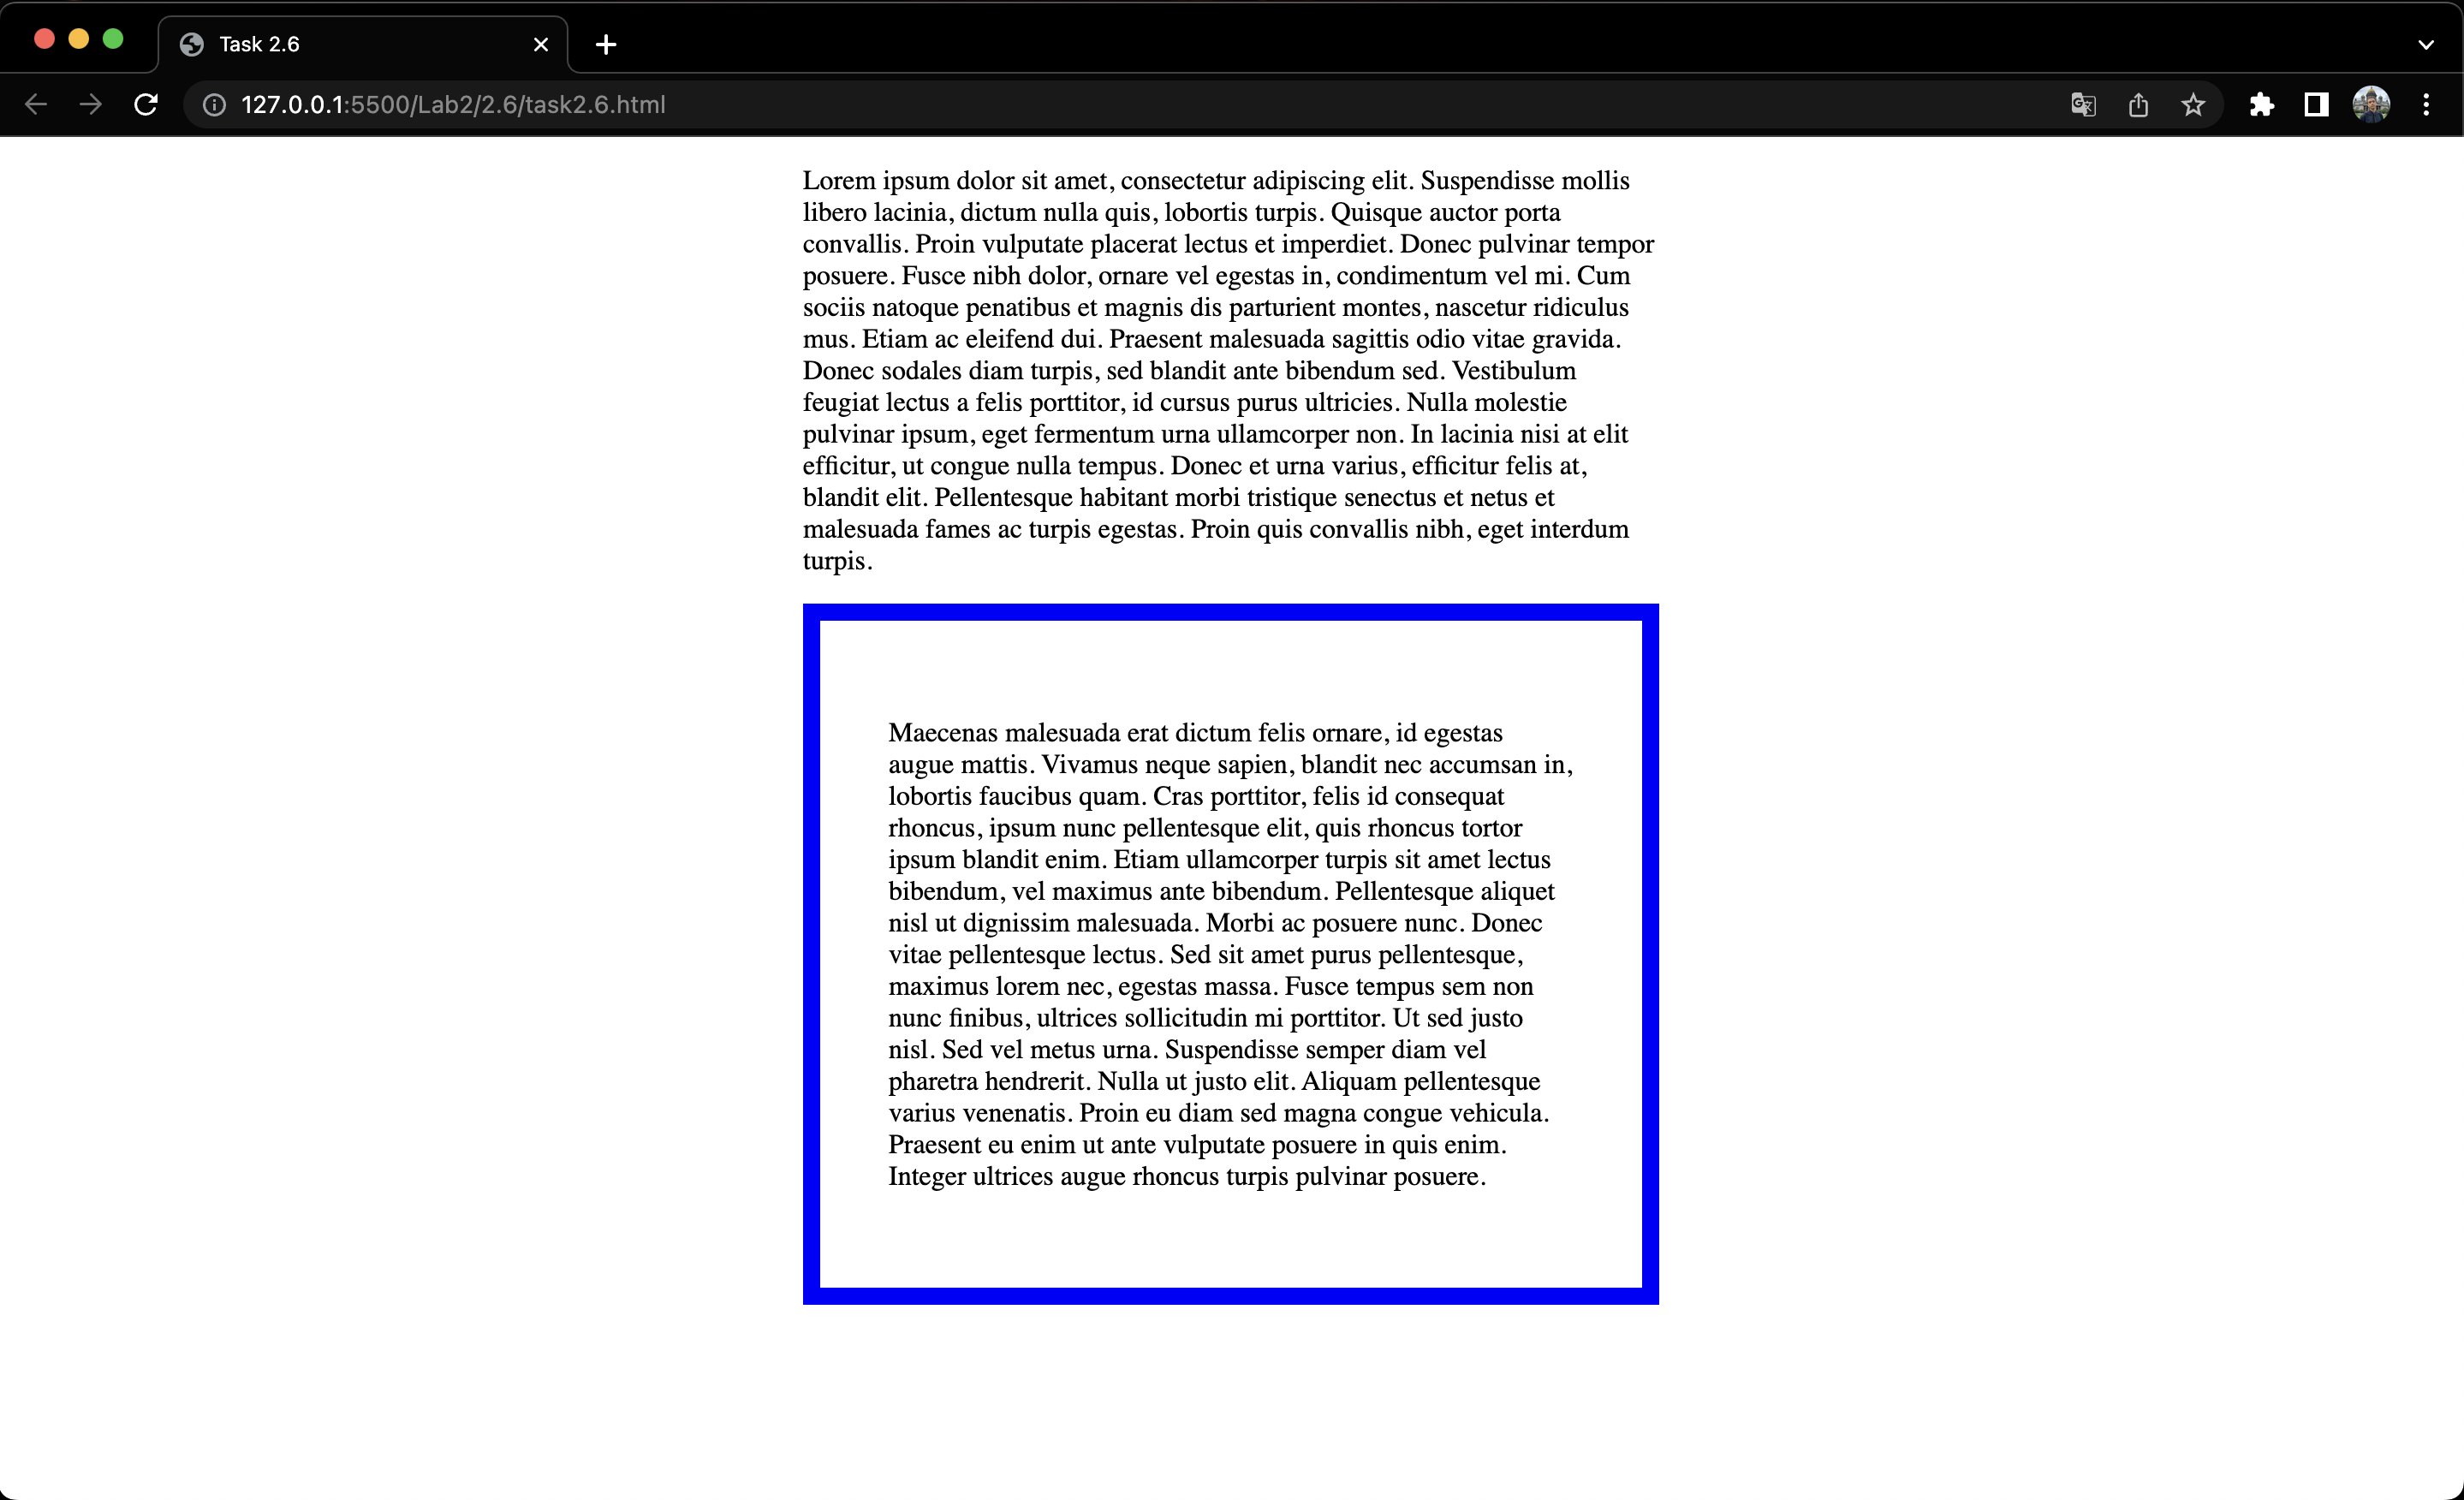 Task 2.6
127.0.0.1:5500/Lab2/2.6/task2.6.html
Lorem ipsum dolor sit amet, consectetur adipiscing elit. Suspendisse mollis
libero lacinia, dictum nulla quis, lobortis turpis. Quisque auctor porta
convallis. Proin vulputate placerat lectus et imperdiet. Donec pulvinar tempor
posuere. Fusce nibh dolor, ornare vel egestas in, condimentum vel mi. Cum
sociis natoque penatibus et magnis dis parturient montes, nascetur ridiculus
mus. Etiam ac eleifend dui. Praesent malesuada sagittis odio vitae gravida.
Donec sodales diam turpis, sed blandit ante bibendum sed. Vestibulum
feugiat lectus a felis porttitor, id cursus purus ultricies. Nulla molestie
pulvinar ipsum, eget fermentum urna ullamcorper non. In lacinia nisi at elit
efficitur, ut congue nulla tempus. Donec et urna varius, efficitur felis at,
blandit elit. Pellentesque habitant morbi tristique senectus et netus et
malesuada fames ac turpis egestas. Proin quis convallis nibh, eget interdum
turpis.
Maecenas malesuada erat dictum felis ornare, id egestas
augue mattis. Vivamus neque sapien, blandit nec accumsan in,
lobortis faucibus quam. Cras porttitor, felis id consequat
rhoncus, ipsum nunc pellentesque elit, quis rhoncus tortor
ipsum blandit enim. Etiam ullamcorper turpis sit amet lectus
bibendum, vel maximus ante bibendum. Pellentesque aliquet
nisl ut dignissim malesuada. Morbi ac posuere nunc. Donec
vitae pellentesque lectus. Sed sit amet purus pellentesque,
maximus lorem nec, egestas massa. Fusce tempus sem non
nunc finibus, ultrices sollicitudin mi porttitor. Ut sed justo
nisl. Sed vel metus urna. Suspendisse semper diam vel
pharetra hendrerit. Nulla ut justo elit. Aliquam pellentesque
varius venenatis. Proin eu diam sed magna congue vehicula.
Praesent eu enim ut ante vulputate posuere in quis enim.
Integer ultrices augue rhoncus turpis pulvinar posuere.